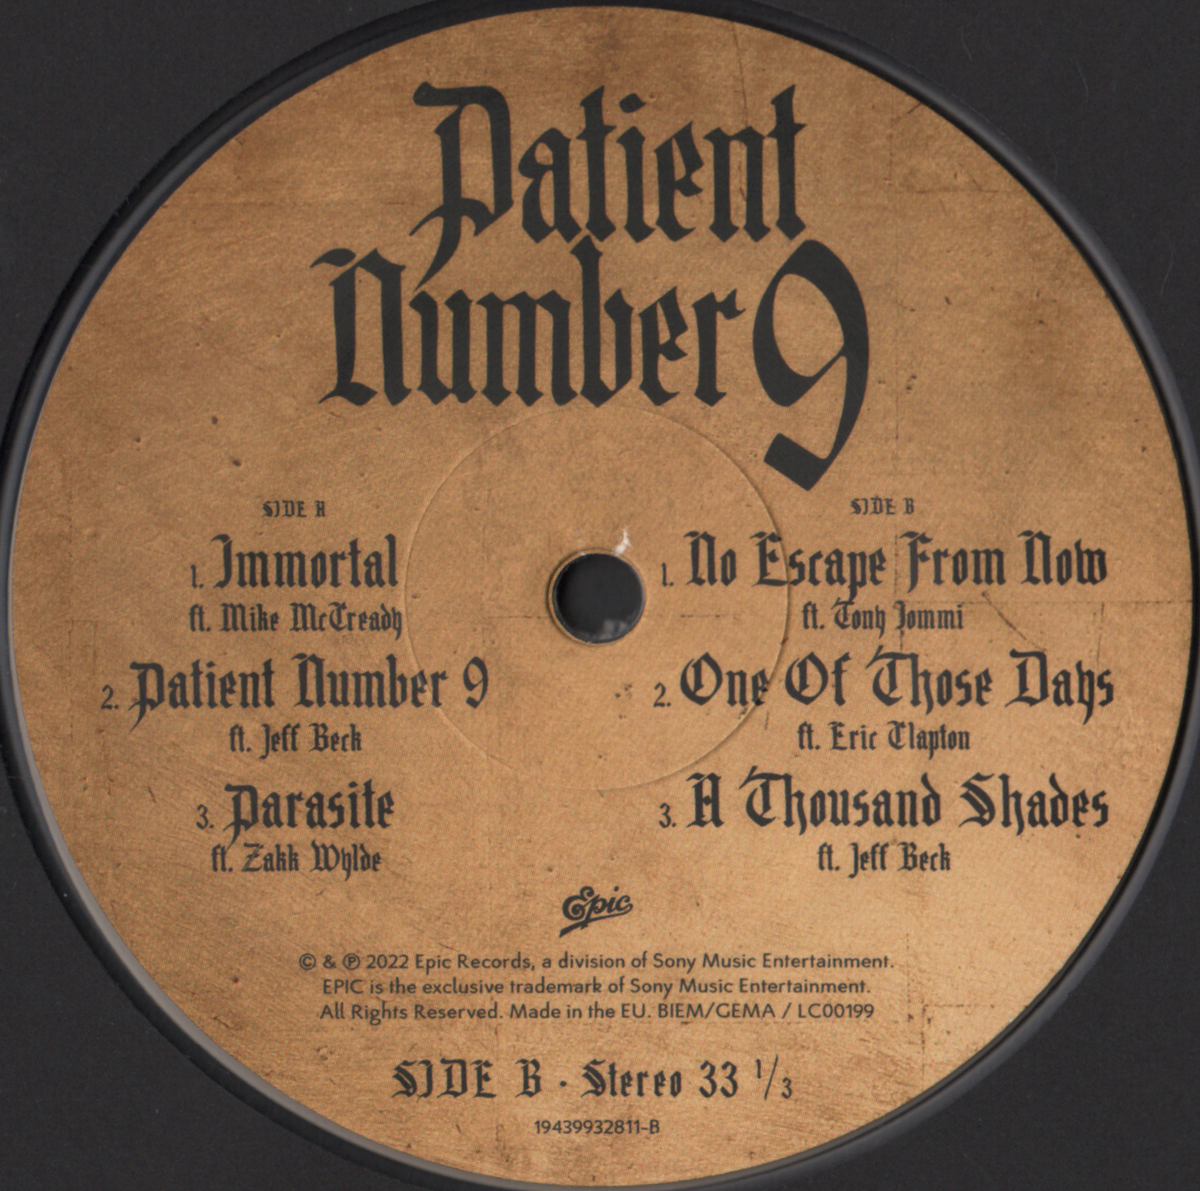 Patient
Number 9
SIDE A
1. Immortal
ft. Mike McCready
2. Patient Number 9
ft. Jeff Beck
3. Parasite
ft. Zakk Wylde
SIDE B
1. No Escape From Now
ft. Tony Iommi
2. One Of Those Days
ft. Eric Clapton
3. A Thousand Shades
ft. Jeff Beck
Epic
© & ℗ 2022 Epic Records, a division of Sony Music Entertainment.
EPIC is the exclusive trademark of Sony Music Entertainment.
All Rights Reserved. Made in the EU. BIEM/GEMA / LC00199
SIDE B · Stereo 33 1/3
19439932811-B